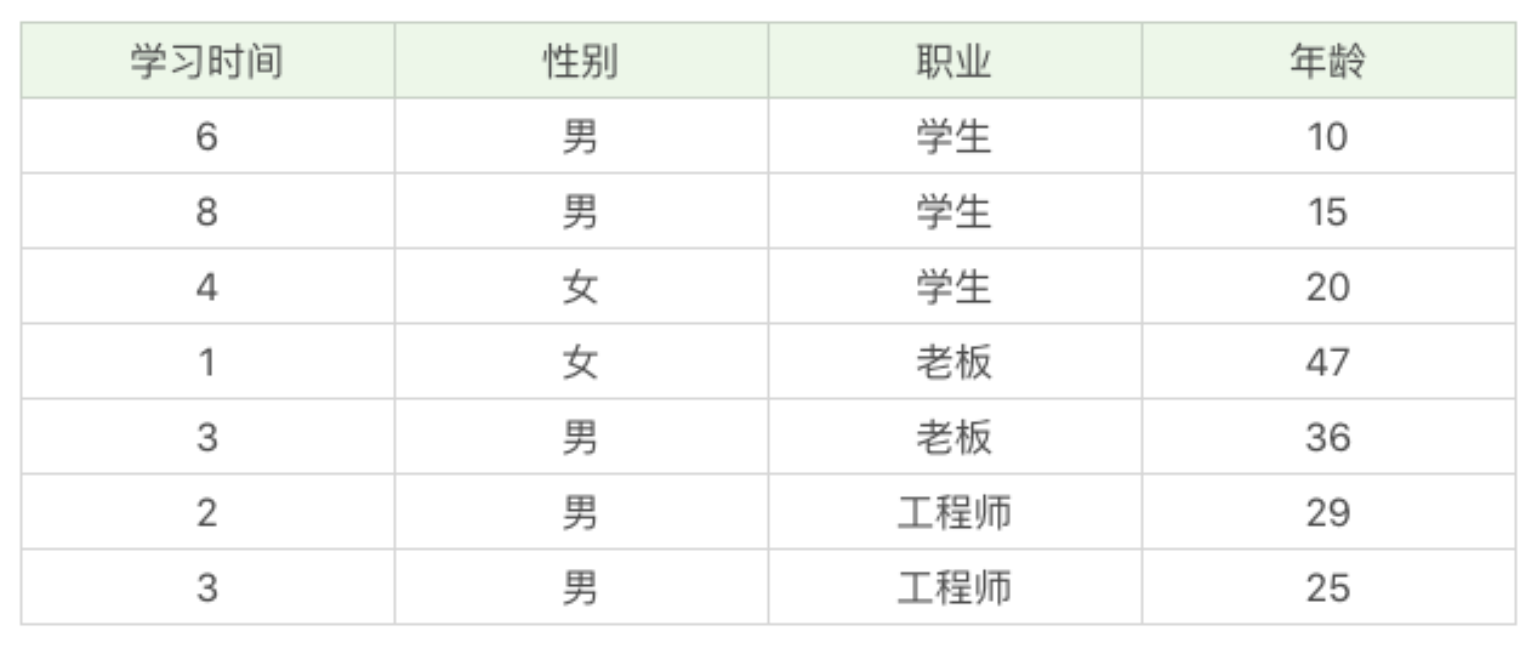 学习时间 性别 职业 年龄
6 男 学生 10
8 男 学生 15
4 女 学生 20
1 女 老板 47
3 男 老板 36
2 男 工程师 29
3 男 工程师 25